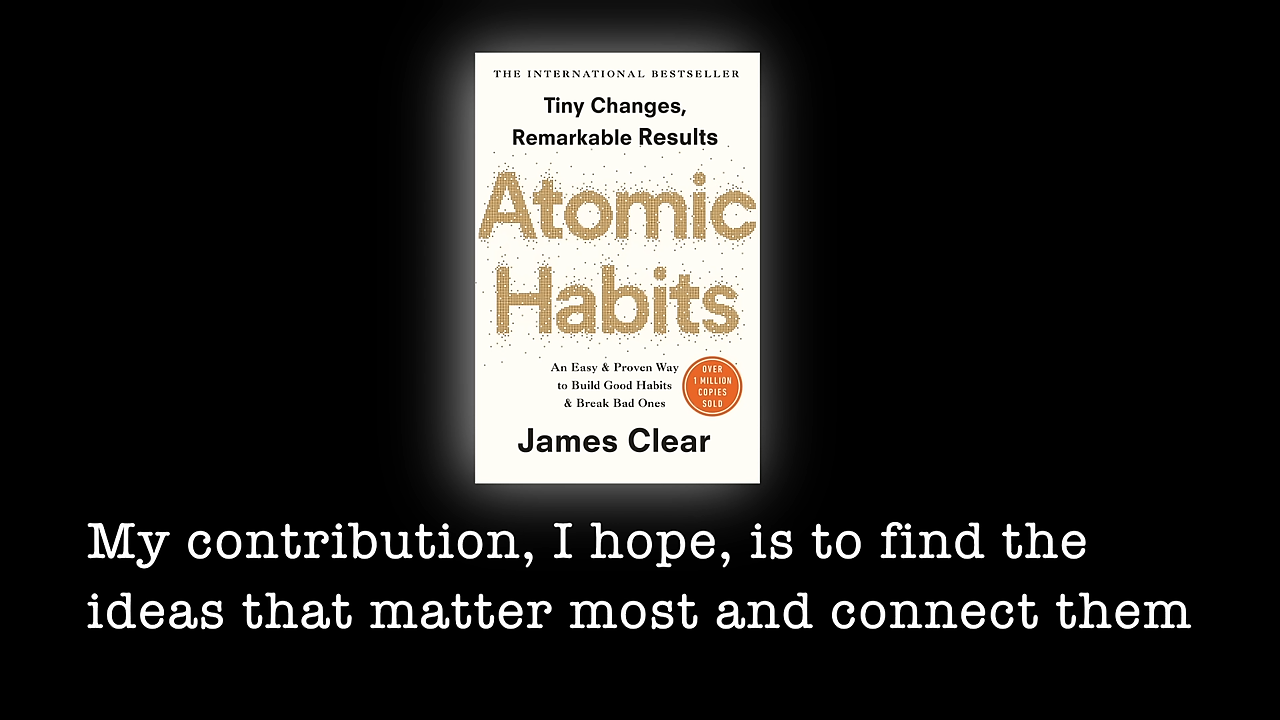 THE INTERNATIONAL BESTSELLER
Tiny Changes,
Remarkable Results
Atomic
Habits
An Easy & Proven Way
to Build Good Habits
& Break Bad Ones
OVER
1 MILLION
COPIES
SOLD
James Clear
My contribution, I hope, is to find the
ideas that matter most and connect them